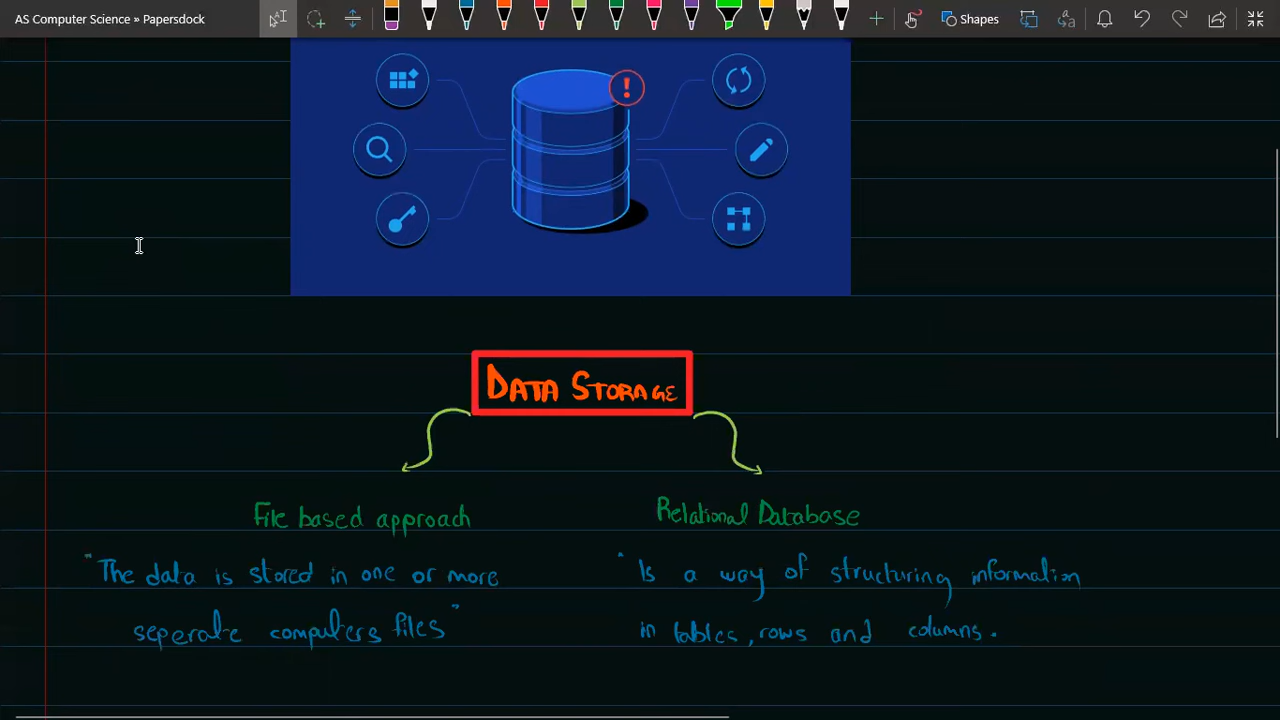 AS Computer Science » Papersdock
Shapes
DATA STORAGE
File based approach
Relational Database
"The data is stored in one or more
seperate computers files"
" Is a way of structuring information
in tables, rows and columns.